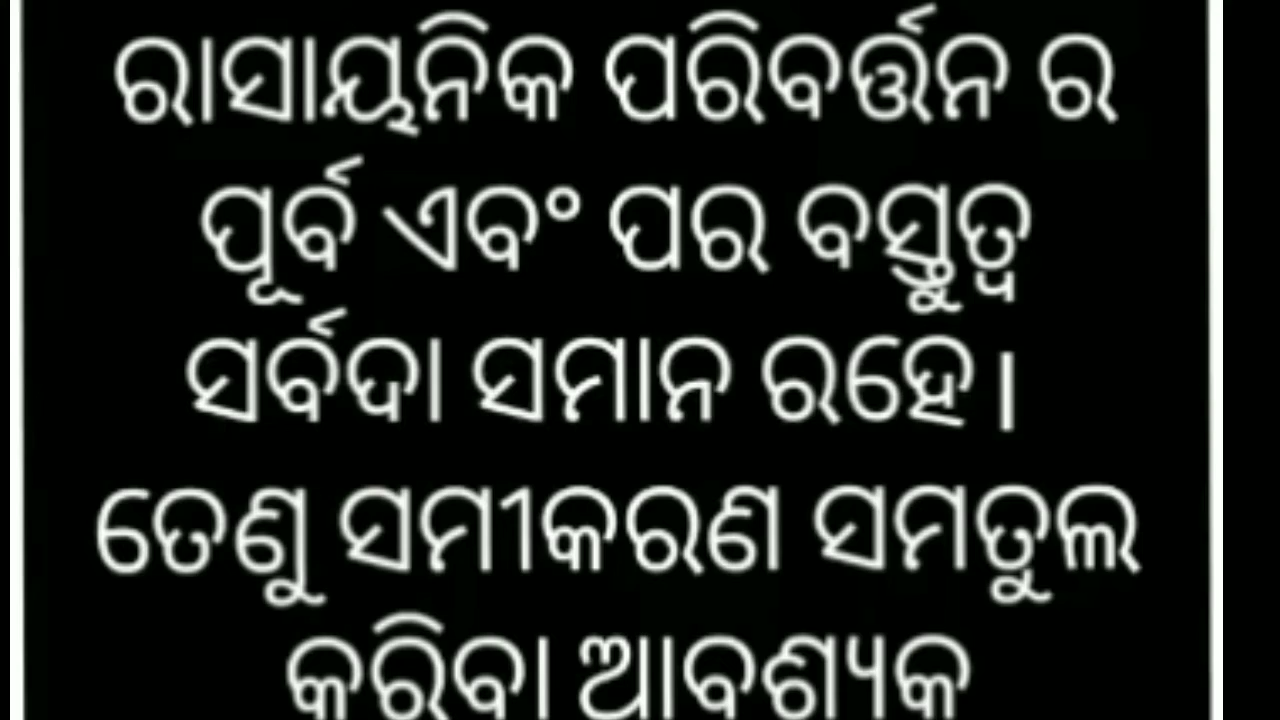 ରାସାୟନିକ ପରିବର୍ତ୍ତନ ର
ପୂର୍ବ ଏବଂ ପର ବସ୍ତୁତ୍ୱ
ସର୍ବଦା ସମାନ ରହେ।
ତେଣୁ ସମୀକରଣ ସମତୁଲ
କରିବା ଆବଶ୍ୟକ